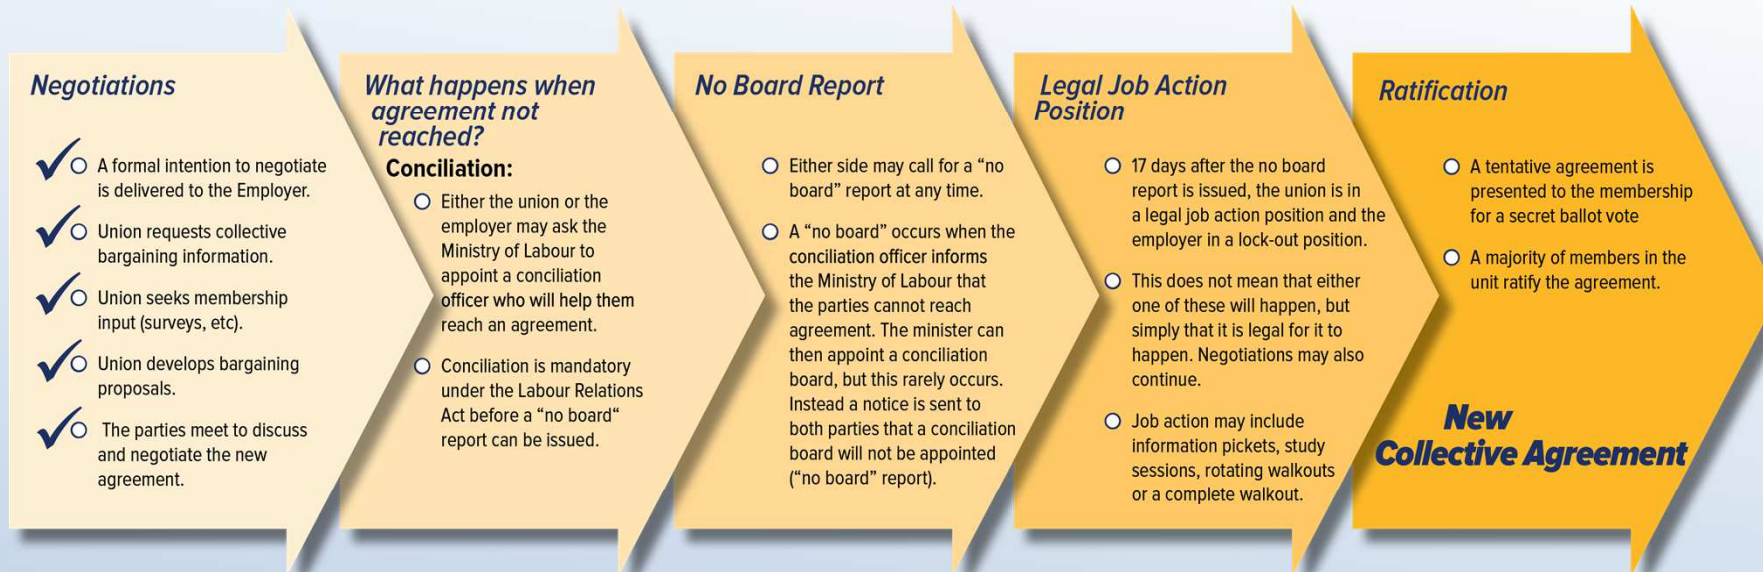 Negotiations
A formal intention to negotiate
is delivered to the Employer.
Union requests collective
bargaining information.
Union seeks membership
input (surveys, etc).
Union develops bargaining
proposals.
The parties meet to discuss
and negotiate the new
agreement.
What happens when
agreement not
reached?
Conciliation:
Either the union or the
employer may ask the
Ministry of Labour to
appoint a conciliation
officer who will help them
reach an agreement.
Conciliation is mandatory
under the Labour Relations
Act before a “no board“
report can be issued.
No Board Report
Either side may call for a “no
board” report at any time.
A “no board” occurs when the
conciliation officer informs
the Ministry of Labour that
the parties cannot reach
agreement. The minister can
then appoint a conciliation
board, but this rarely occurs.
Instead a notice is sent to
both parties that a conciliation
board will not be appointed
(“no board” report).
Legal Job Action
Position
17 days after the no board
report is issued, the union is in
a legal job action position and the
employer in a lock-out position.
This does not mean that either
one of these will happen, but
simply that it is legal for it to
happen. Negotiations may also
continue.
Job action may include
information pickets, study
sessions, rotating walkouts
or a complete walkout.
Ratification
A tentative agreement is
presented to the membership
for a secret ballot vote
A majority of members in the
unit ratify the agreement.
New
Collective Agreement